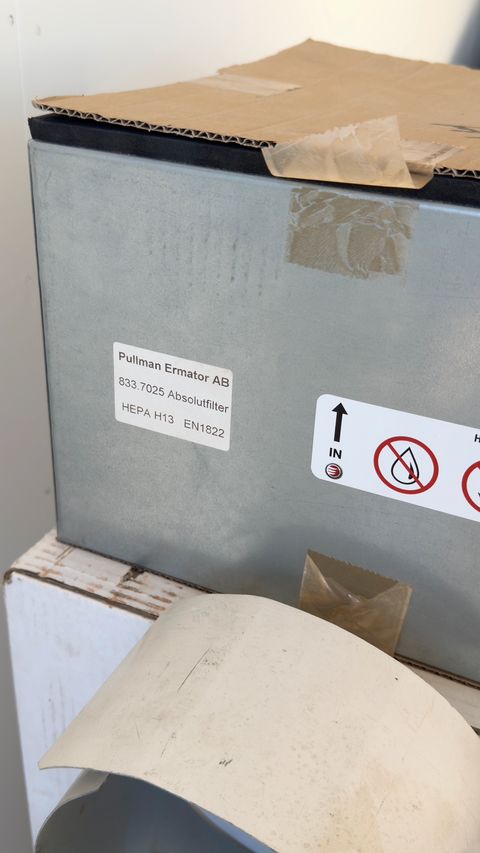 Pullman Ermator AB
833.7025 Absolutfilter
HEPA H13 EN1822
IN
H